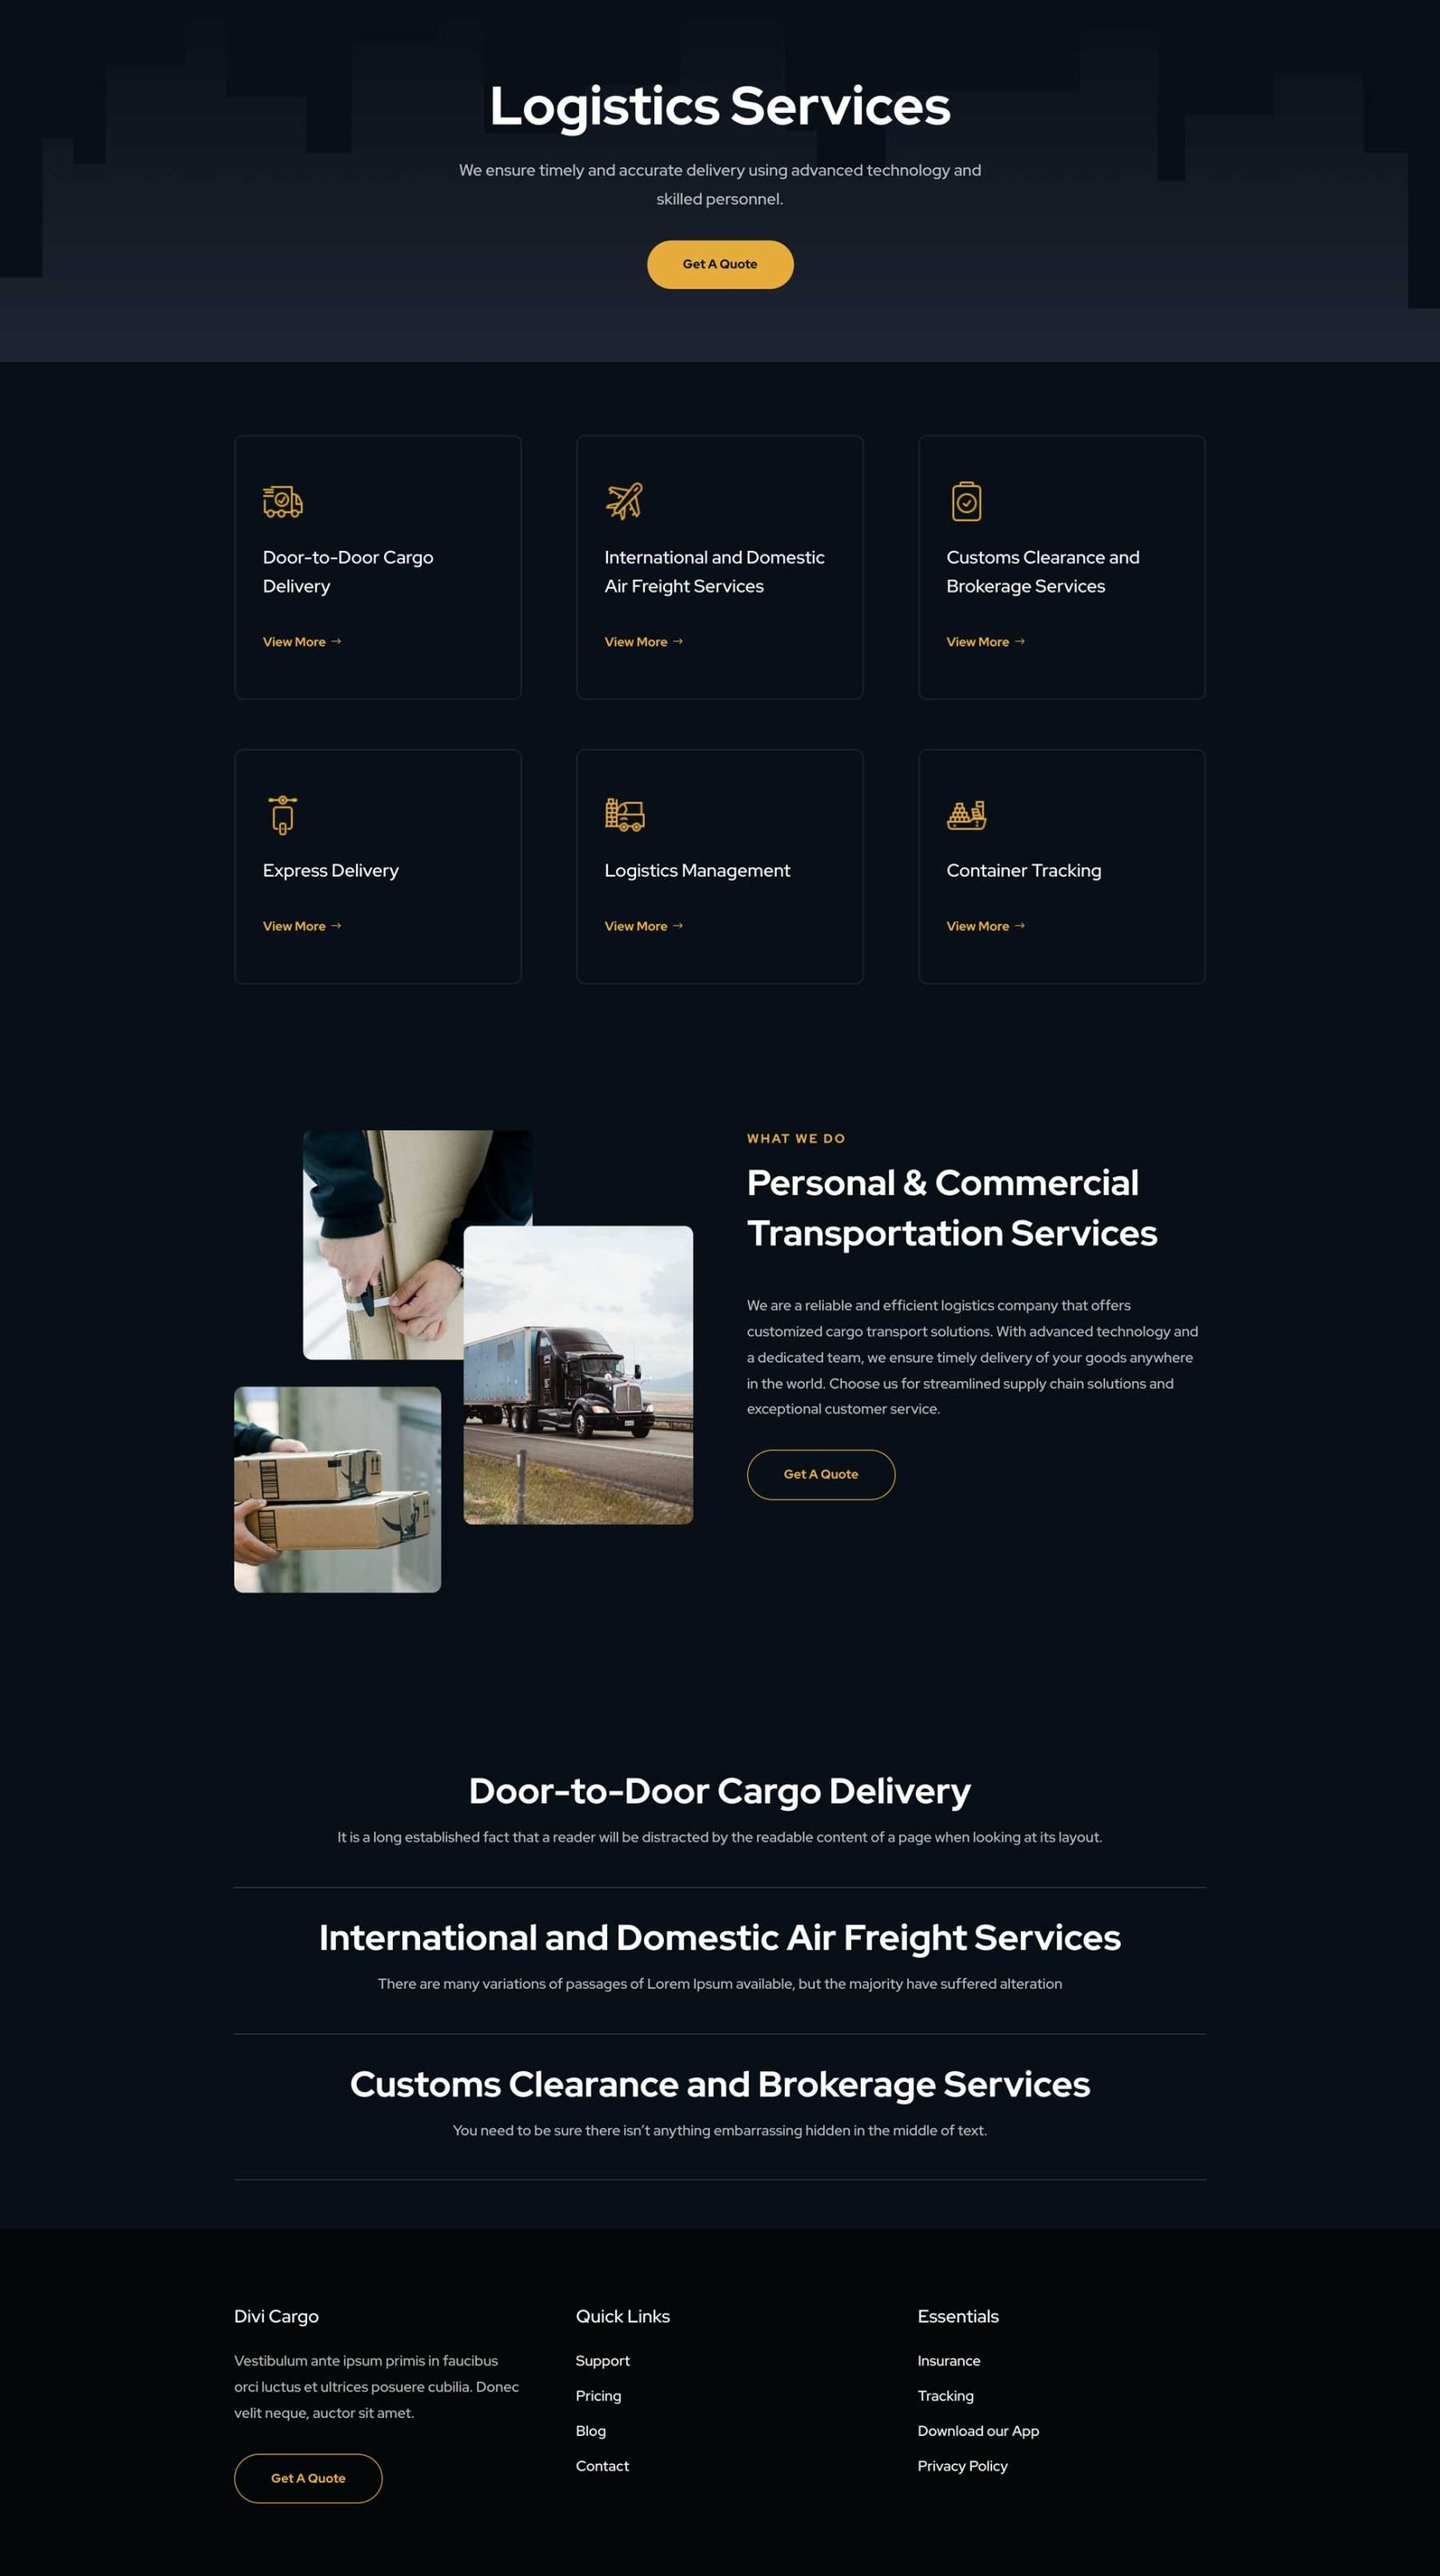 Logistics Services
We ensure timely and accurate delivery using advanced technology and
skilled personnel.
Get A Quote
Door-to-Door Cargo
Delivery
View More →
International and Domestic
Air Freight Services
View More →
Customs Clearance and
Brokerage Services
View More →
Express Delivery
View More →
Logistics Management
View More →
Container Tracking
View More →
WHAT WE DO
Personal & Commercial
Transportation Services
We are a reliable and efficient logistics company that offers
customized cargo transport solutions. With advanced technology and
a dedicated team, we ensure timely delivery of your goods anywhere
in the world. Choose us for streamlined supply chain solutions and
exceptional customer service.
Get A Quote
Door-to-Door Cargo Delivery
It is a long established fact that a reader will be distracted by the readable content of a page when looking at its layout.
International and Domestic Air Freight Services
There are many variations of passages of Lorem Ipsum available, but the majority have suffered alteration
Customs Clearance and Brokerage Services
You need to be sure there isn’t anything embarrassing hidden in the middle of text.
Divi Cargo
Vestibulum ante ipsum primis in faucibus
orci luctus et ultrices posuere cubilia. Donec
velit neque, auctor sit amet.
Get A Quote
Quick Links
Support
Pricing
Blog
Contact
Essentials
Insurance
Tracking
Download our App
Privacy Policy